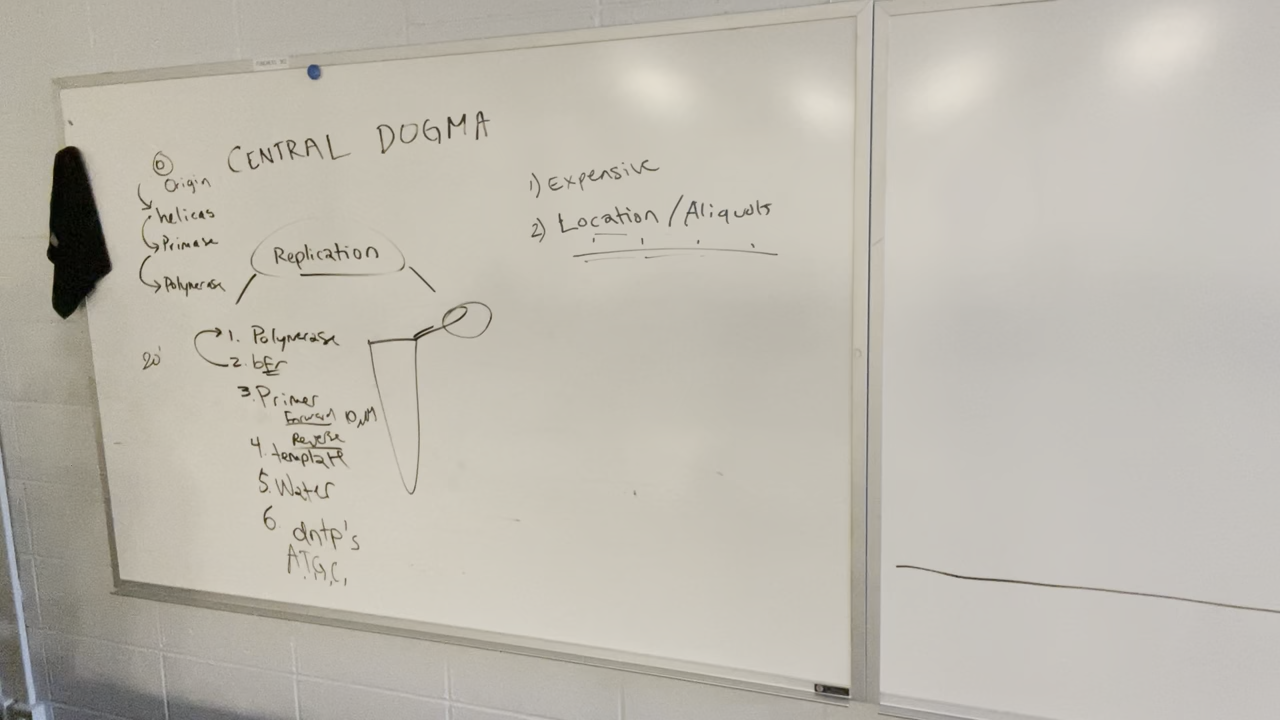 CENTRAL DOGMA
O
Origin
helicas
Primase
Polymerase
Replication
1. Polymerase
2. bfr
3. Primer
Forward 10 µM
Reverse
4. template
5. Water
6. dntp's
A,T,G,C,
20'
1) Expensive
2) Location / Aliquots